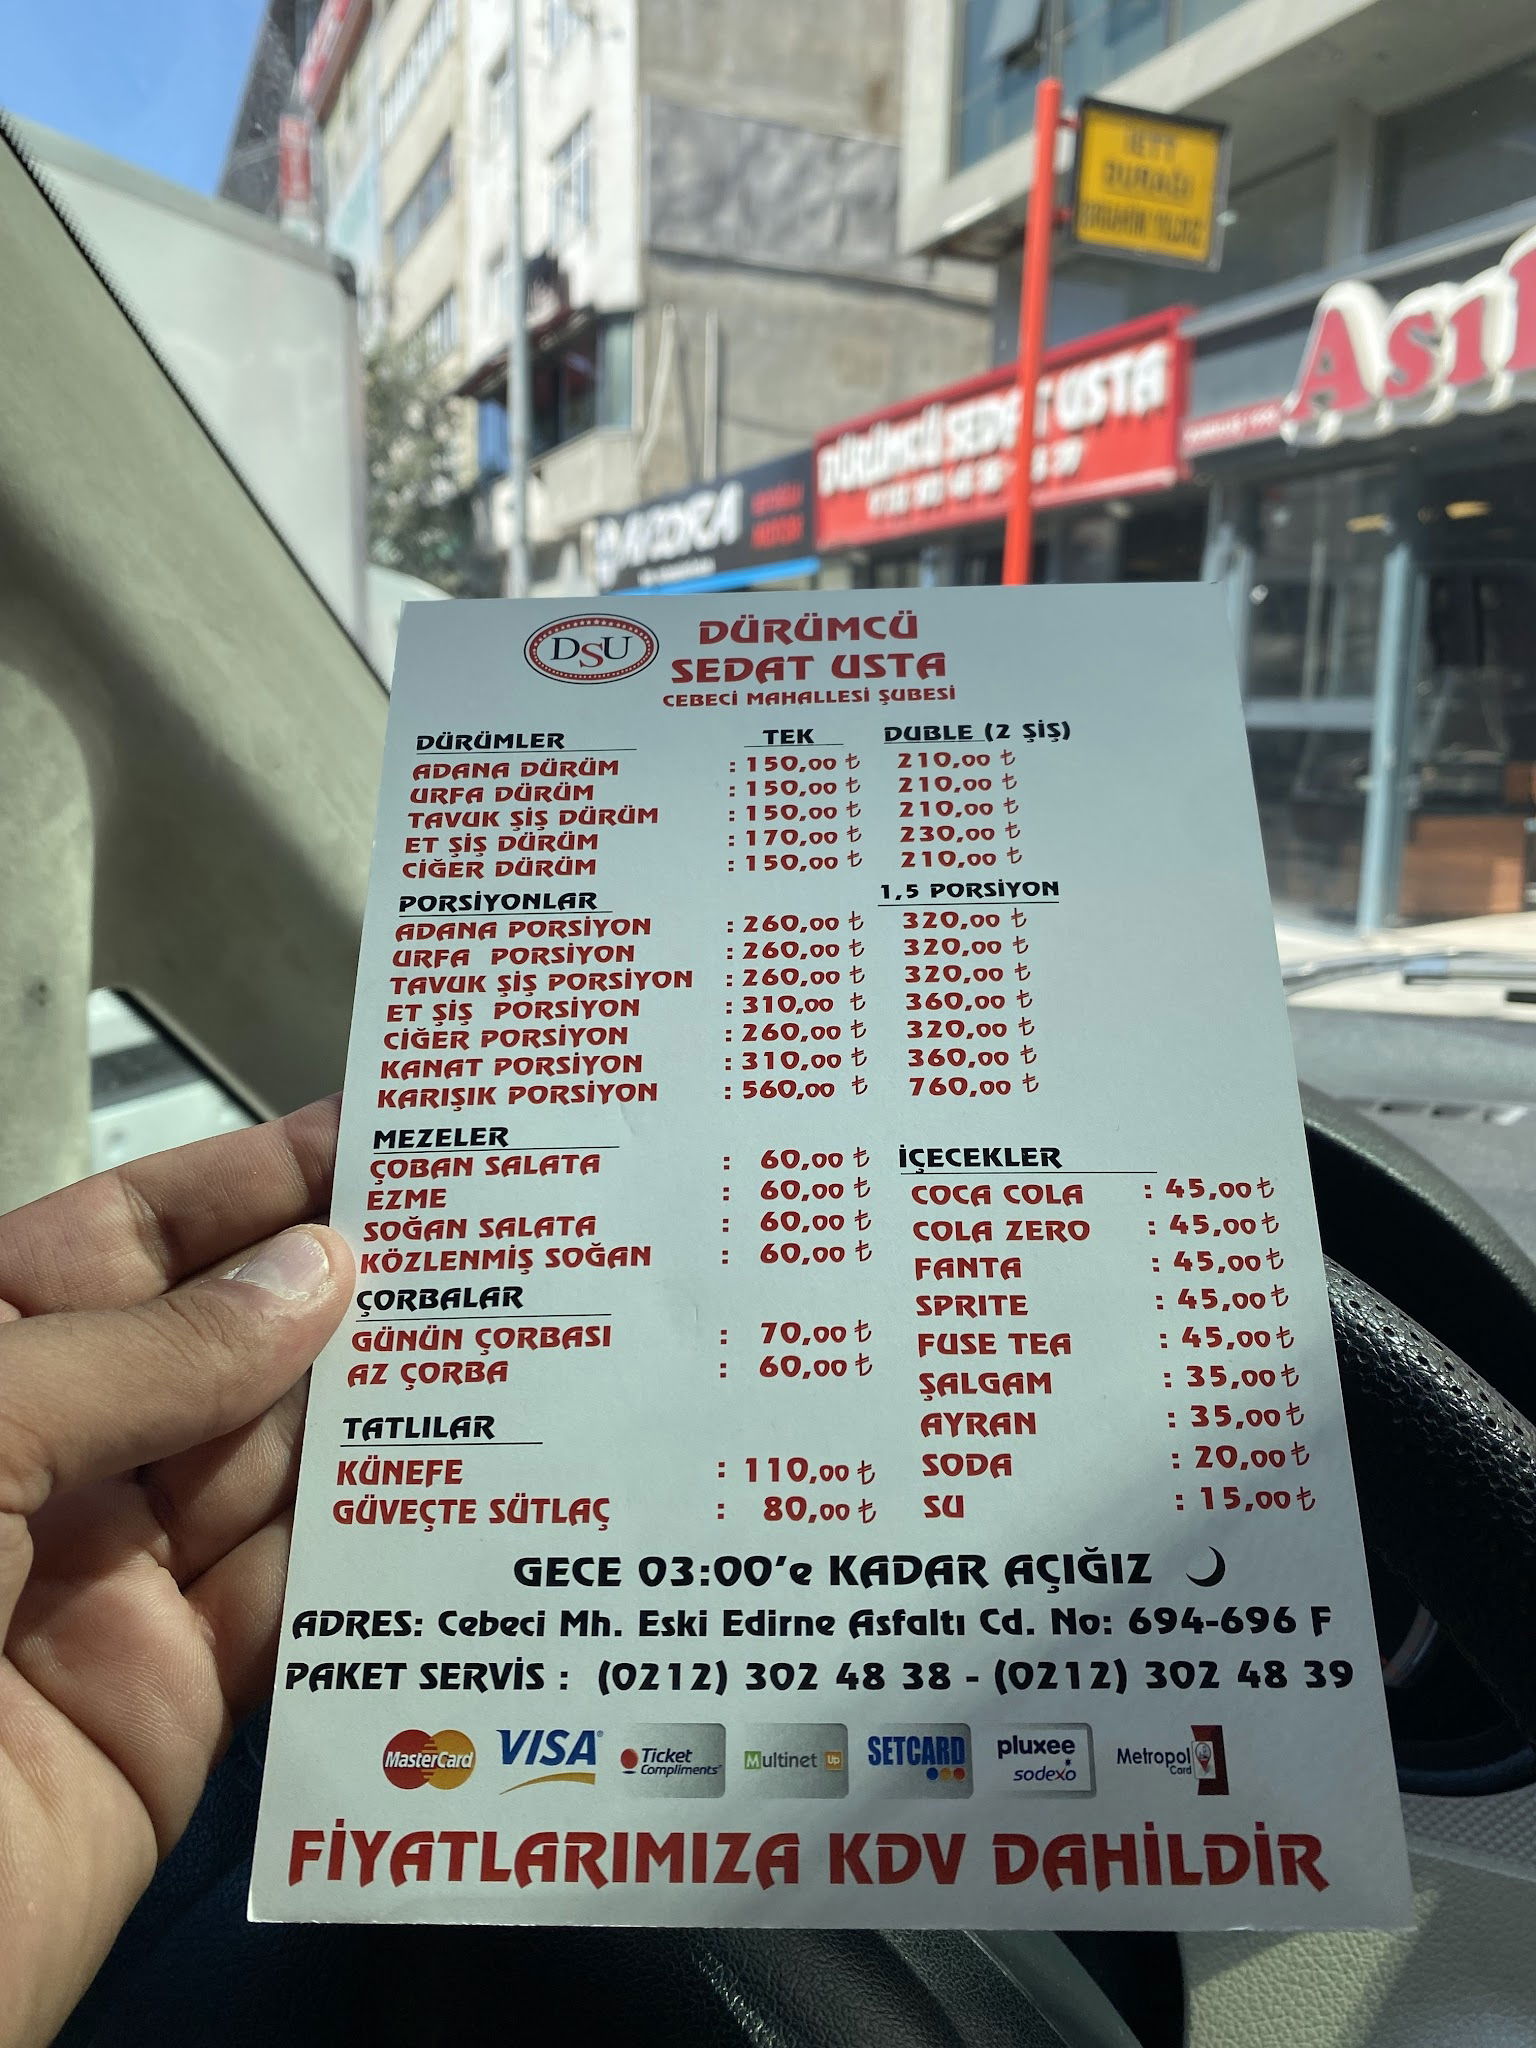 İETT
DURAĞI
DÜRÜMCÜ SEDAT USTA
DSU
DÜRÜMCÜ
SEDAT USTA
CEBECİ MAHALLESİ ŞUBESİ
DÜRÜMLER TEK DUBLE (2 ŞİŞ)
ADANA DÜRÜM : 150,00 ₺ 210,00 ₺
URFA DÜRÜM : 150,00 ₺ 210,00 ₺
TAVUK ŞİŞ DÜRÜM : 150,00 ₺ 210,00 ₺
ET ŞİŞ DÜRÜM : 170,00 ₺ 230,00 ₺
CİĞER DÜRÜM : 150,00 ₺ 210,00 ₺
PORSİYONLAR 1,5 PORSİYON
ADANA PORSİYON : 260,00 ₺ 320,00 ₺
URFA PORSİYON : 260,00 ₺ 320,00 ₺
TAVUK ŞİŞ PORSİYON : 260,00 ₺ 320,00 ₺
ET ŞİŞ PORSİYON : 310,00 ₺ 360,00 ₺
CİĞER PORSİYON : 260,00 ₺ 320,00 ₺
KANAT PORSİYON : 310,00 ₺ 360,00 ₺
KARIŞIK PORSİYON : 560,00 ₺ 760,00 ₺
MEZELER
ÇOBAN SALATA : 60,00 ₺
EZME : 60,00 ₺
SOĞAN SALATA : 60,00 ₺
KÖZLENMİŞ SOĞAN : 60,00 ₺
ÇORBALAR
GÜNÜN ÇORBASI : 70,00 ₺
AZ ÇORBA : 60,00 ₺
TATLILAR
KÜNEFE : 110,00 ₺
GÜVEÇTE SÜTLAÇ : 80,00 ₺
İÇECEKLER
COCA COLA : 45,00 ₺
COLA ZERO : 45,00 ₺
FANTA : 45,00 ₺
SPRITE : 45,00 ₺
FUSE TEA : 45,00 ₺
ŞALGAM : 35,00 ₺
AYRAN : 35,00 ₺
SODA : 20,00 ₺
SU : 15,00 ₺
GECE 03:00'e KADAR AÇIĞIZ
ADRES: Cebeci Mh. Eski Edirne Asfaltı Cd. No: 694-696 F
PAKET SERVİS : (0212) 302 48 38 - (0212) 302 48 39
MasterCard VISA Ticket Compliments Multinet Up SETCARD pluxee sodexo Metropol Card
FİYATLARIMIZA KDV DAHİLDİR